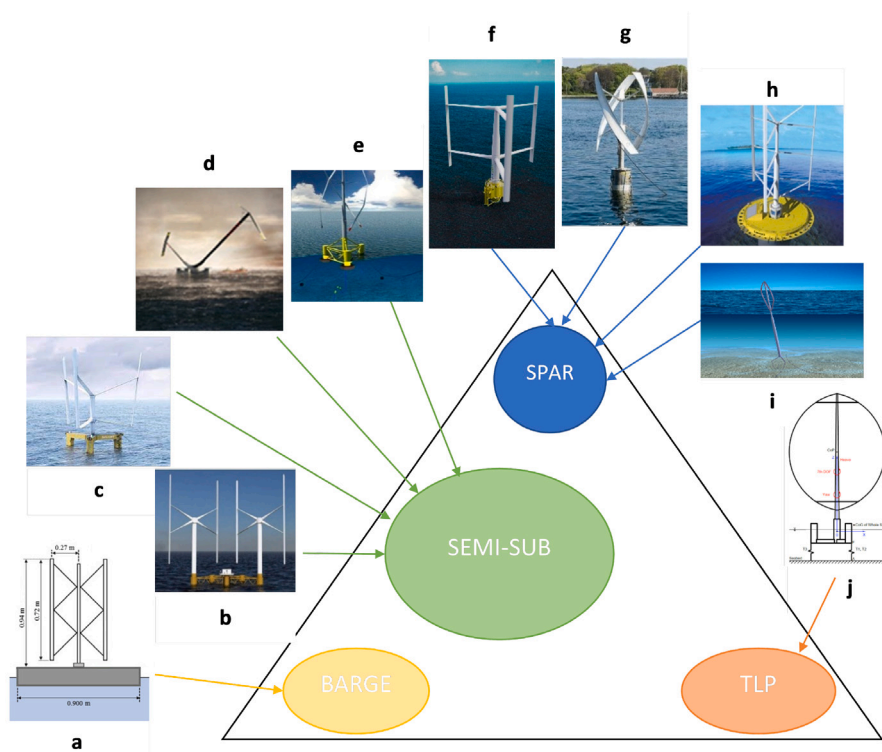 f
g
h
d
e
SPAR
i
c
SEMI-SUB
0.27 m
0.94 m
0.72 m
b
j
BARGE
TLP
0.900 m
a